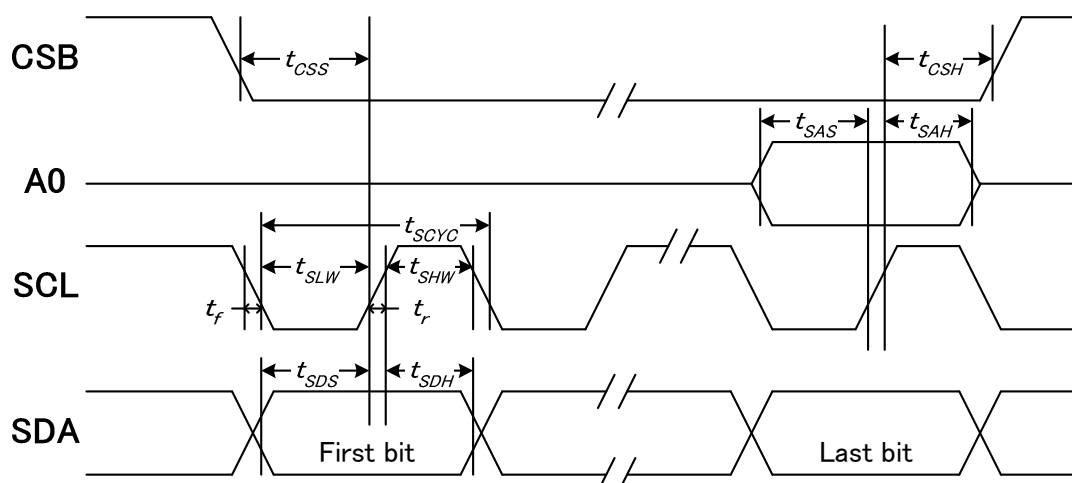 CSB
tCSS
tCSH
A0
tSAS
tSAH
SCL
tSCYC
tSLW
tSHW
tf
tr
SDA
tSDS
tSDH
First bit
Last bit